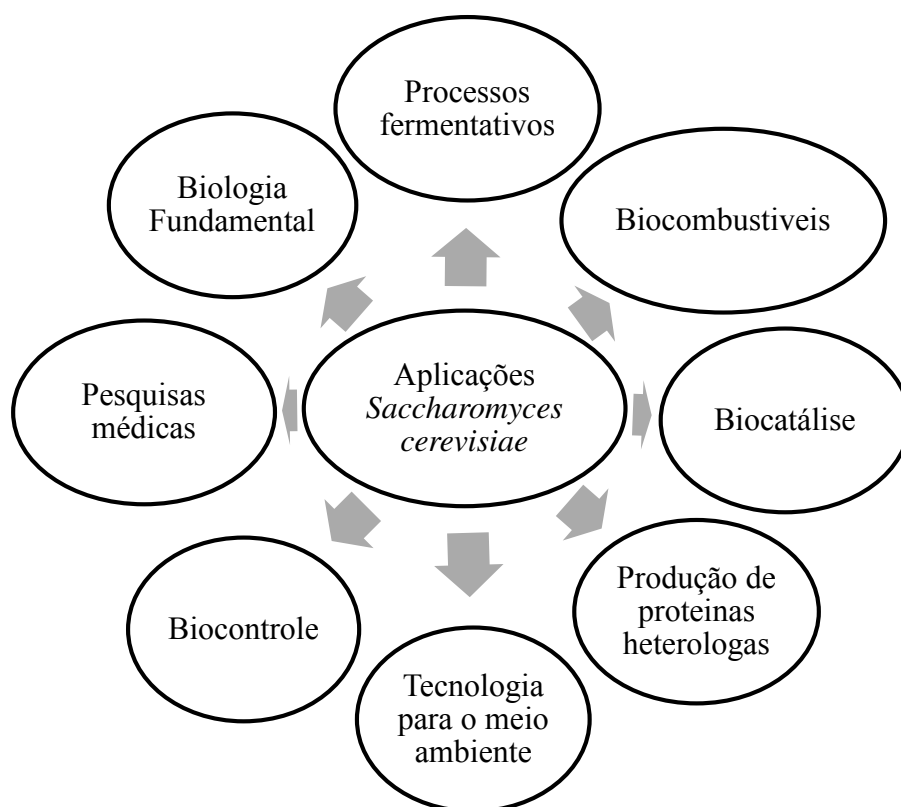 Processos
fermentativos
Biologia
Fundamental
Biocombustiveis
Pesquisas
médicas
Aplicações
Saccharomyces
cerevisiae
Biocatálise
Biocontrole
Produção de
proteinas
heterologas
Tecnologia
para o meio
ambiente